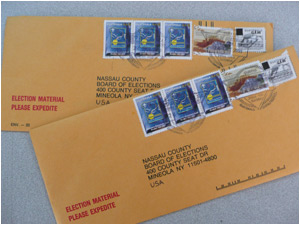 NASSAU COUNTY
BOARD OF ELECTIONS
400 COUNTY SEAT DR
MINEOLA NY
USA
ELECTION MATERIAL
PLEASE EXPEDITE
NASSAU COUNTY
BOARD OF ELECTIONS
400 COUNTY SEAT DR
MINEOLA NY 11501-4800
USA
ELECTION MATERIAL
PLEASE EXPEDITE